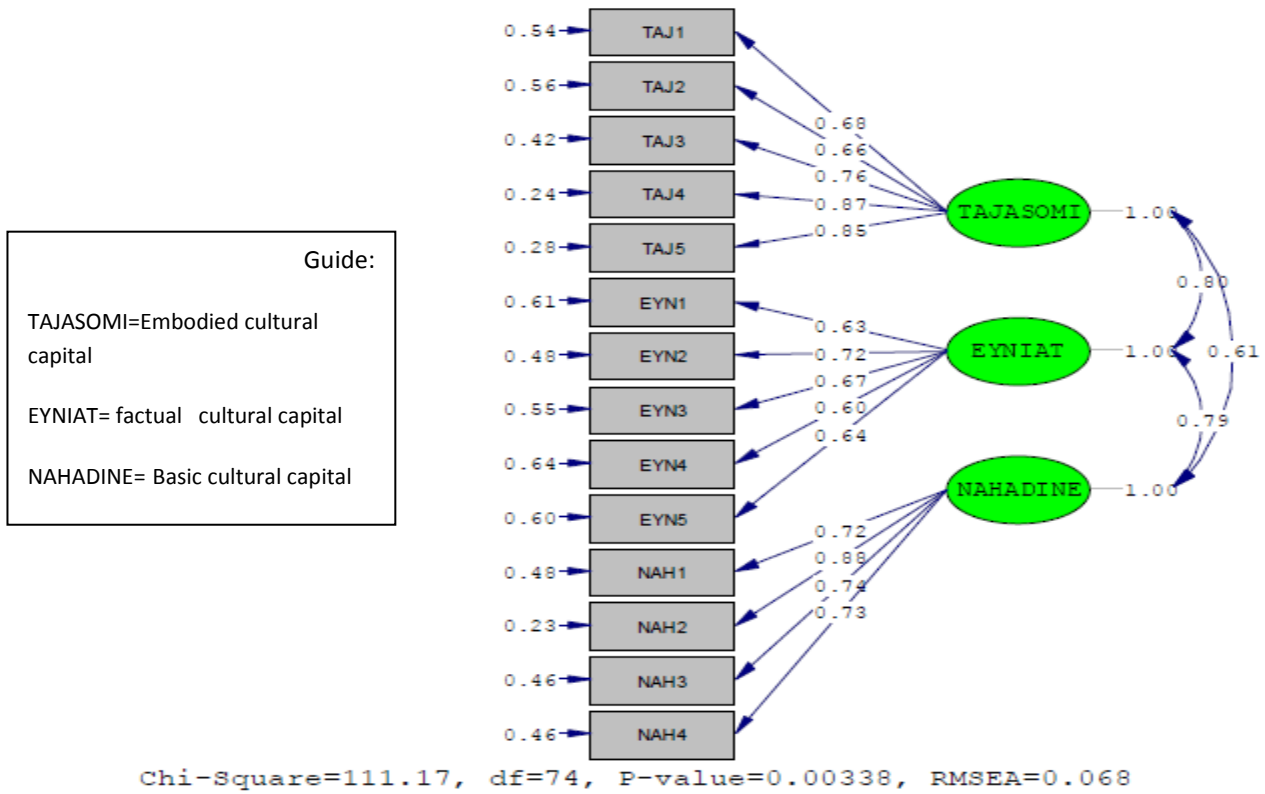 Guide:
TAJASOMI=Embodied cultural
capital
EYNIAT= factual cultural capital
NAHADINE= Basic cultural capital
0.54 TAJ1
0.56 TAJ2
0.42 TAJ3
0.24 TAJ4
0.28 TAJ5
0.61 EYN1
0.48 EYN2
0.55 EYN3
0.64 EYN4
0.60 EYN5
0.48 NAH1
0.23 NAH2
0.46 NAH3
0.46 NAH4
0.68
0.66
0.76
0.87
0.85
0.63
0.72
0.67
0.60
0.64
0.72
0.88
0.74
0.73
TAJASOMI 1.00
EYNIAT 1.00
NAHADINE 1.00
0.80
0.61
0.79
Chi-Square=111.17, df=74, P-value=0.00338, RMSEA=0.068